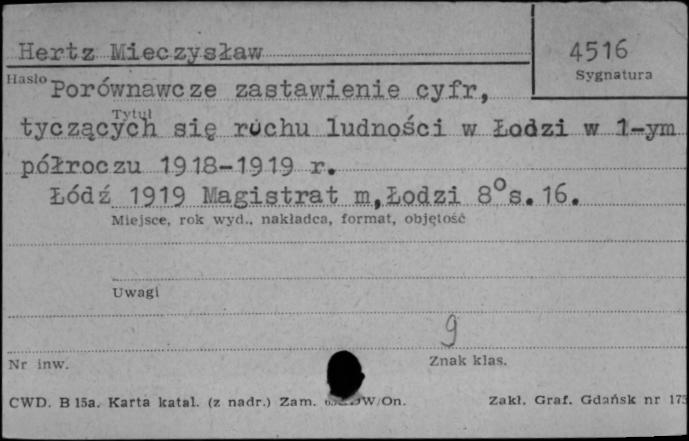 Hertz Mieczysław
4516
Hasło
Sygnatura
Porównawcze zastawienie cyfr,
Tytuł
tyczących się ruchu ludności w Łodzi w 1-ym
półroczu 1918-1919 r.
Łódź 1919 Magistrat m,Łodzi 8°s.16.
Miejsce, rok wyd., nakładca, format, objętość
Uwagi
9
Nr inw.
Znak klas.
CWD. B 15a. Karta katal. (z nadr.) Zam. W/On.
Zakł. Graf. Gdańsk nr 175